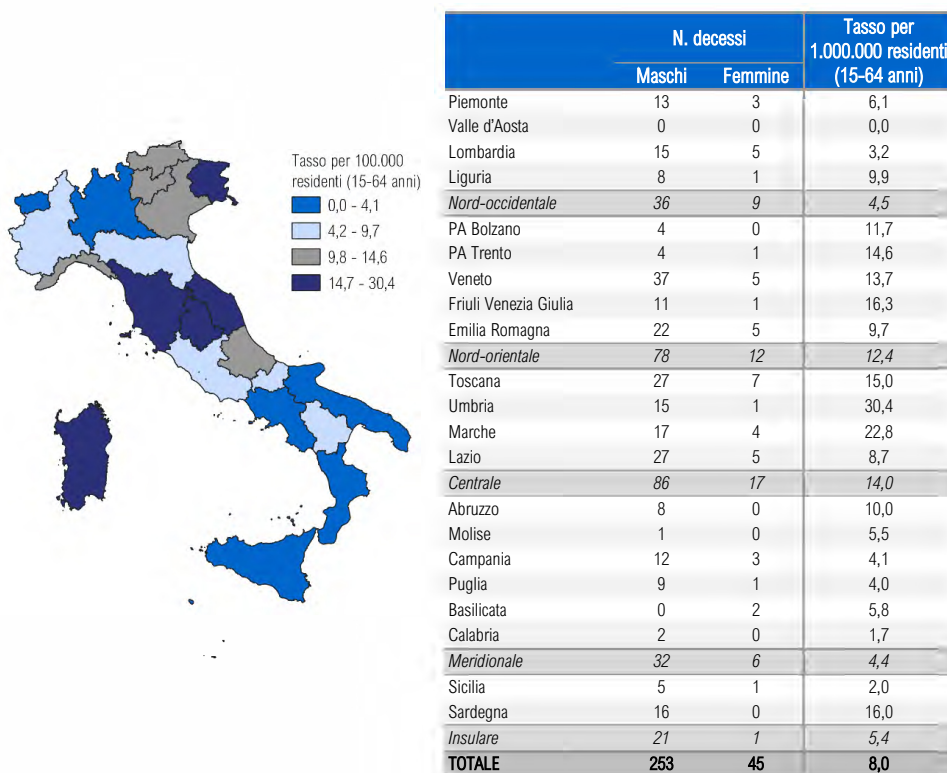 Tasso per 100.000
residenti (15-64 anni)
0,0 - 4,1
4,2 - 9,7
9,8 - 14,6
14,7 - 30,4
N. decessi Tasso per
1.000.000 residenti
(15-64 anni)
Maschi Femmine
Piemonte 13 3 6,1
Valle d'Aosta 0 0 0,0
Lombardia 15 5 3,2
Liguria 8 1 9,9
Nord-occidentale 36 9 4,5
PA Bolzano 4 0 11,7
PA Trento 4 1 14,6
Veneto 37 5 13,7
Friuli Venezia Giulia 11 1 16,3
Emilia Romagna 22 5 9,7
Nord-orientale 78 12 12,4
Toscana 27 7 15,0
Umbria 15 1 30,4
Marche 17 4 22,8
Lazio 27 5 8,7
Centrale 86 17 14,0
Abruzzo 8 0 10,0
Molise 1 0 5,5
Campania 12 3 4,1
Puglia 9 1 4,0
Basilicata 0 2 5,8
Calabria 2 0 1,7
Meridionale 32 6 4,4
Sicilia 5 1 2,0
Sardegna 16 0 16,0
Insulare 21 1 5,4
TOTALE 253 45 8,0